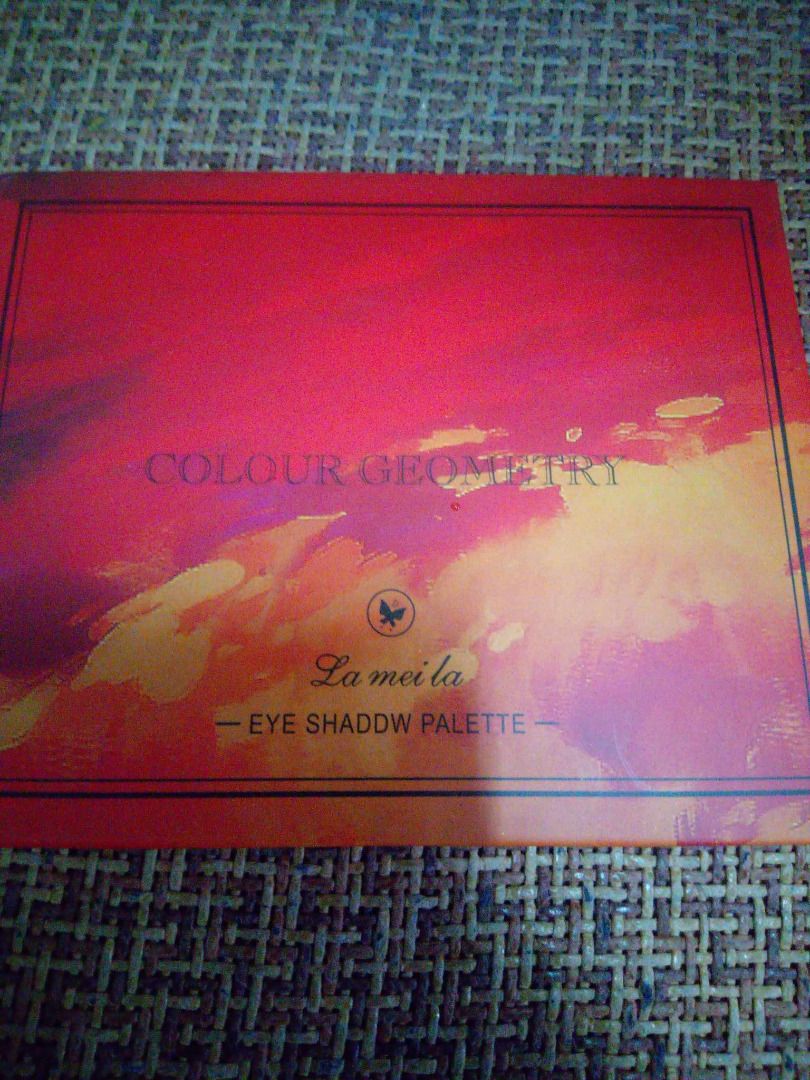 COLOUR GEOMETRY
La mei la
— EYE SHADDW PALETTE —